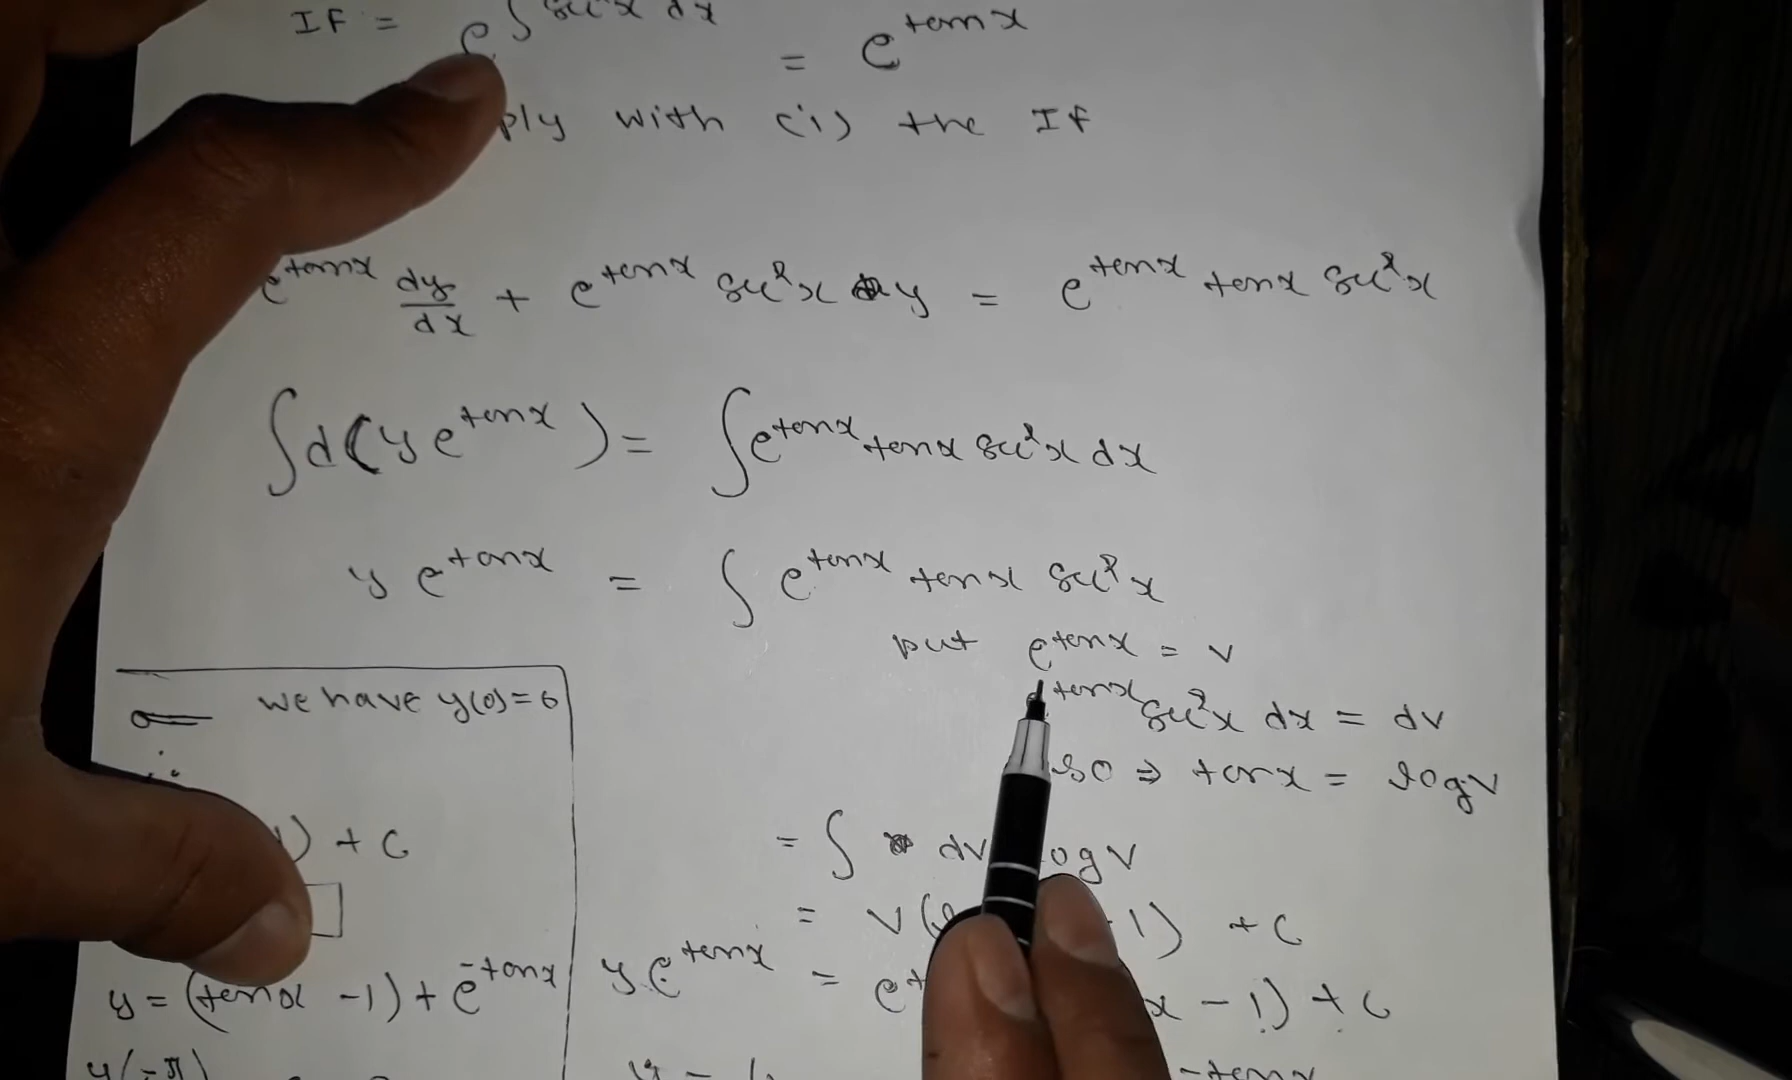 IF = e^∫sec²x dx = e^tanx
ply with (i) the IF
e^tanx dy/dx + e^tanx sec²x y = e^tanx tanx sec²x
∫d(y e^tanx) = ∫e^tanx tanx sec²x dx
y e^tanx = ∫ e^tanx tanx sec²x
put e^tanx = v
e^tanx sec²x dx = dv
so ⇒ tanx = logv
= ∫ dv logv
= v( -1) + c
y e^tanx = e^t x - 1) + c
we have y(0)=6
∴
) + c
y = (tanx -1) + e^-tanx
-tanx